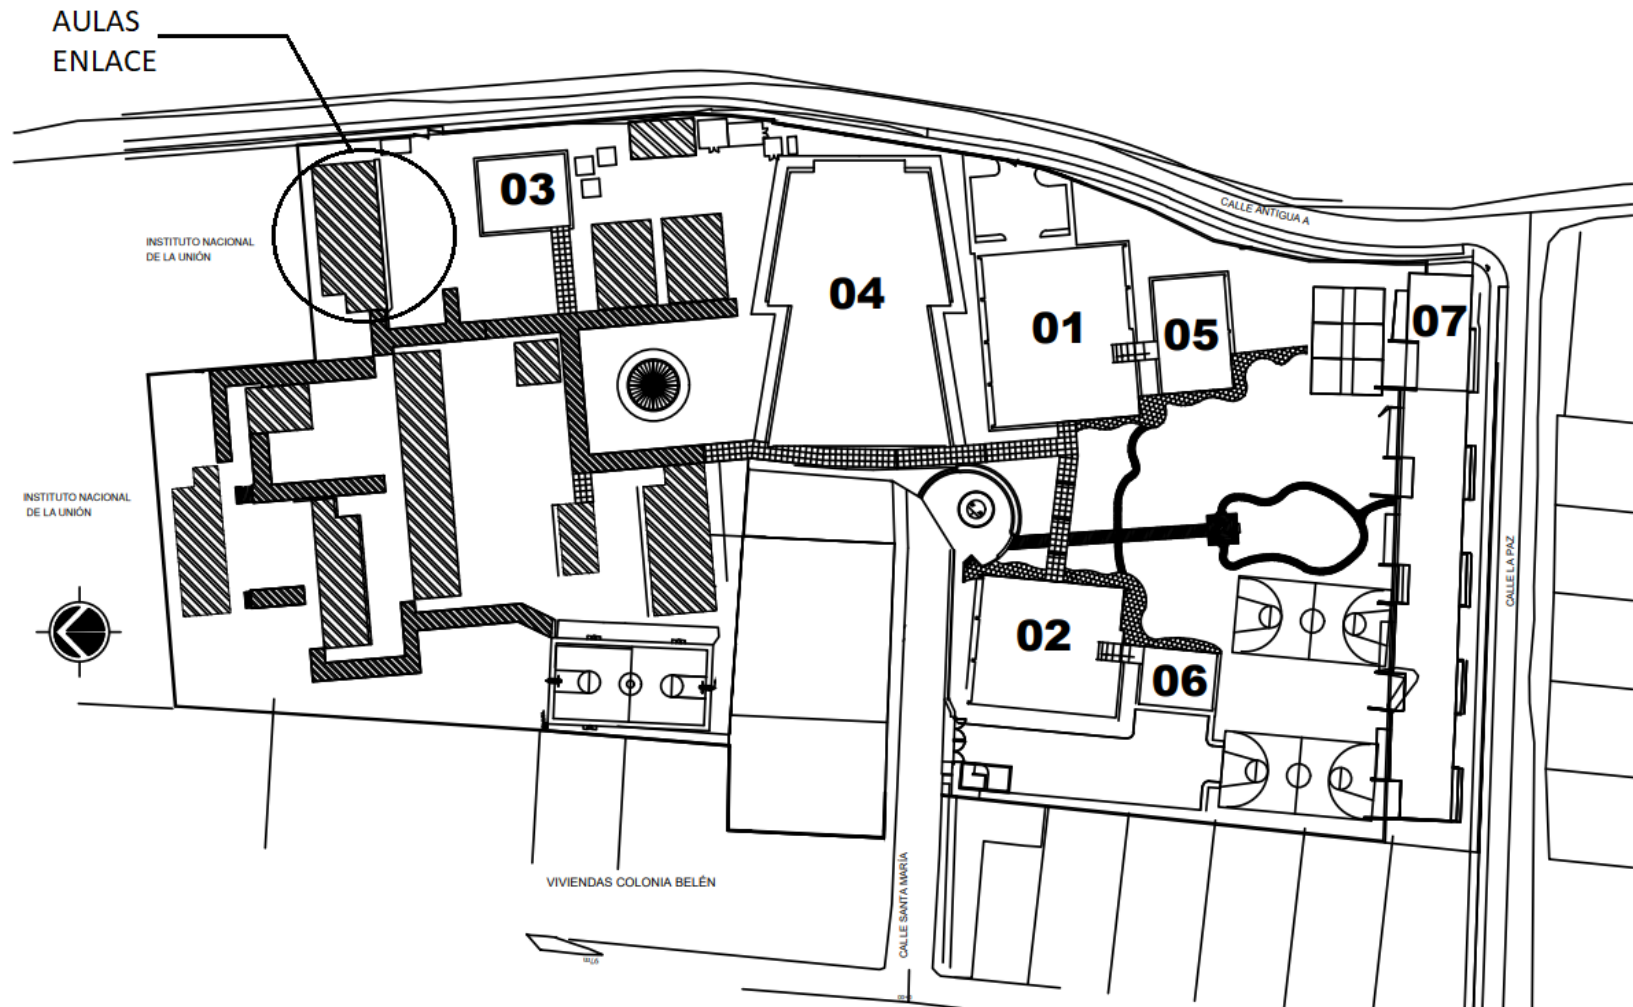 AULAS
ENLACE
03
04
01
05
07
CALLE ANTIGUA A
INSTITUTO NACIONAL
DE LA UNIÓN
INSTITUTO NACIONAL
DE LA UNIÓN
02
06
CALLE LA PAZ
VIVIENDAS COLONIA BELÉN
CALLE SANTA MARÍA